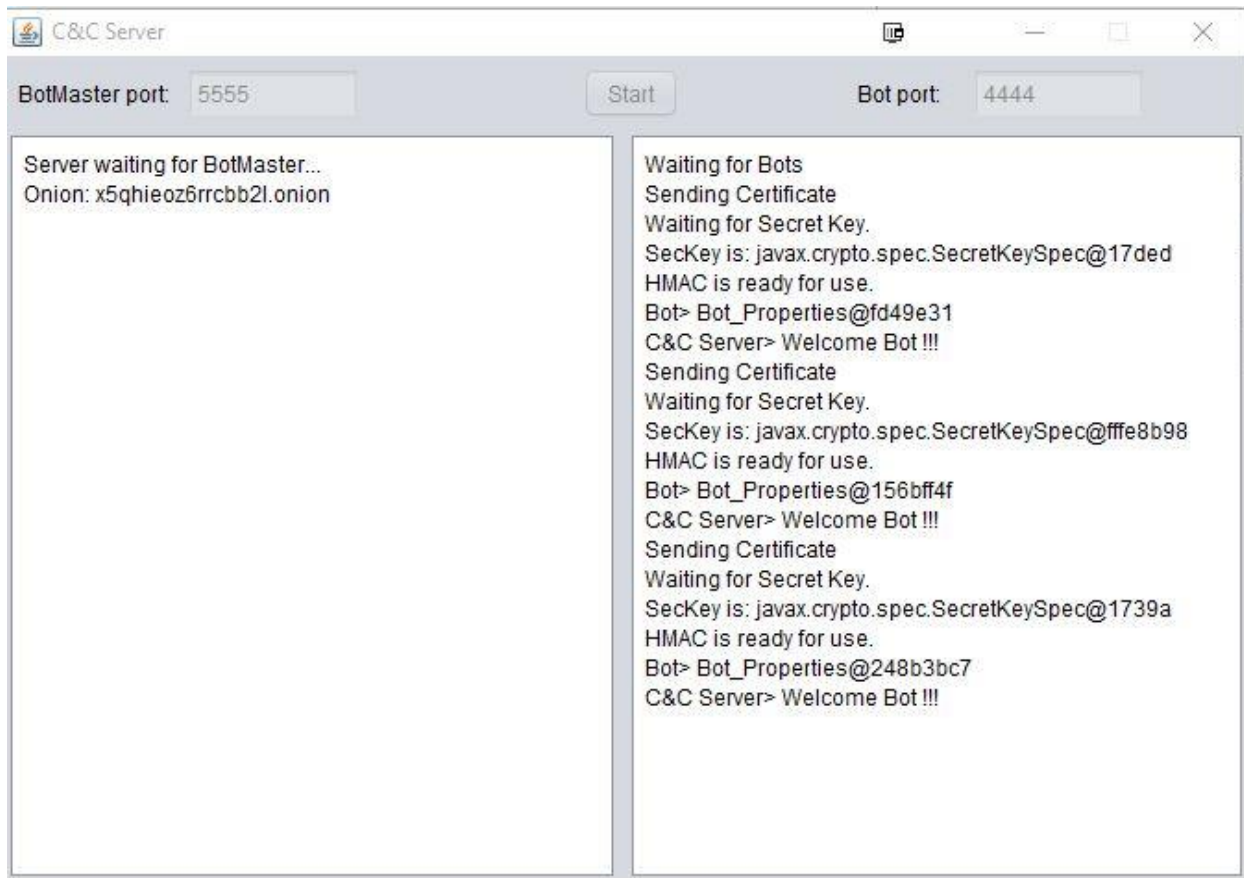 C&C Server
BotMaster port: 5555 Start Bot port: 4444
Server waiting for BotMaster...
Onion: x5qhieoz6rrcbb2l.onion
Waiting for Bots
Sending Certificate
Waiting for Secret Key.
SecKey is: javax.crypto.spec.SecretKeySpec@17ded
HMAC is ready for use.
Bot> Bot_Properties@fd49e31
C&C Server> Welcome Bot !!!
Sending Certificate
Waiting for Secret Key.
SecKey is: javax.crypto.spec.SecretKeySpec@fffe8b98
HMAC is ready for use.
Bot> Bot_Properties@156bff4f
C&C Server> Welcome Bot !!!
Sending Certificate
Waiting for Secret Key.
SecKey is: javax.crypto.spec.SecretKeySpec@1739a
HMAC is ready for use.
Bot> Bot_Properties@248b3bc7
C&C Server> Welcome Bot !!!